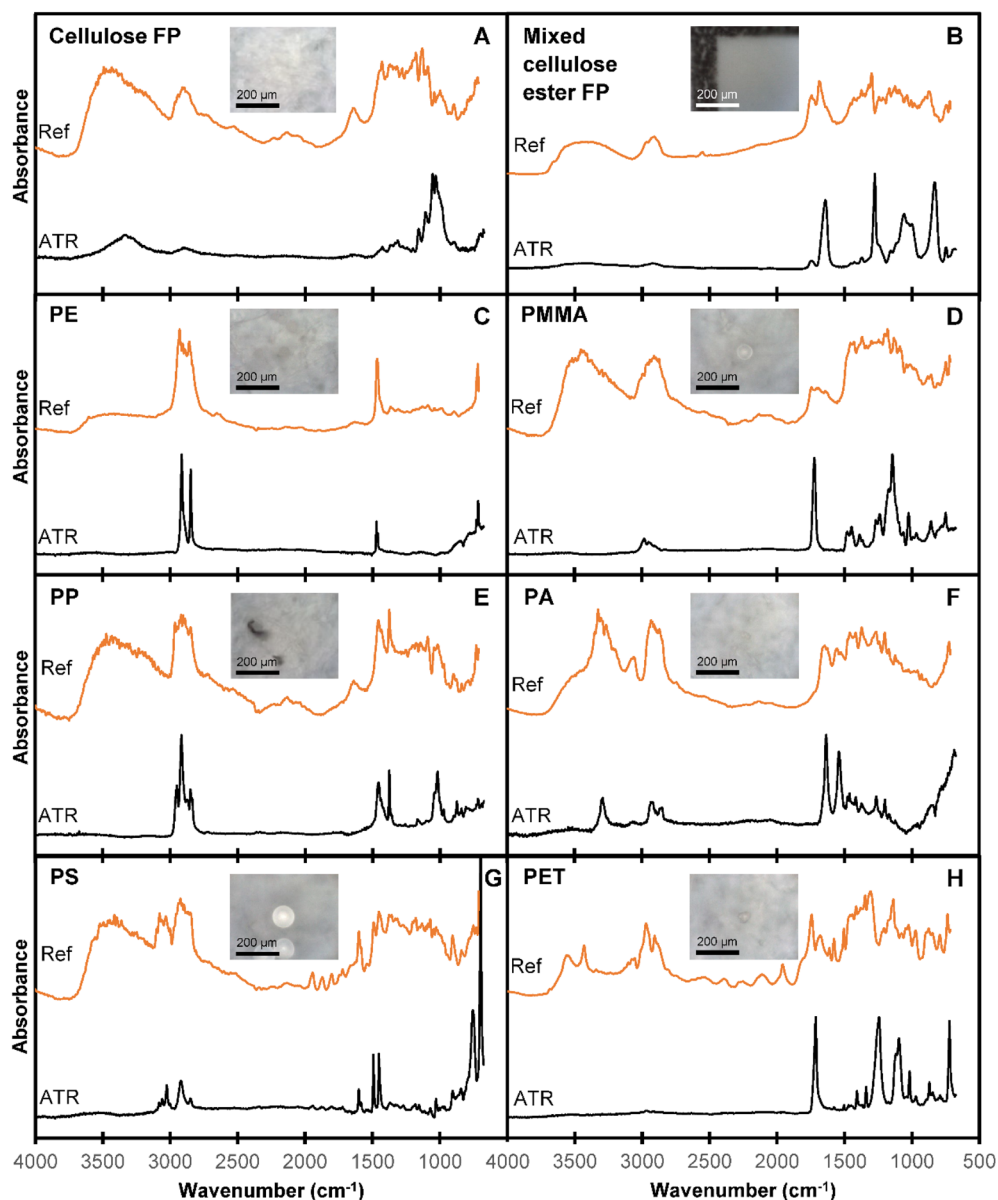 Cellulose FP
A
200 µm
Ref
ATR
Absorbance
Mixed
cellulose
ester FP
B
200 µm
Ref
ATR
PE
C
200 µm
Ref
ATR
Absorbance
PMMA
D
200 µm
Ref
ATR
PP
E
200 µm
Ref
ATR
Absorbance
PA
F
200 µm
Ref
ATR
PS
G
200 µm
Ref
ATR
Absorbance
PET
H
200 µm
Ref
ATR
4000 3500 3000 2500 2000 1500 1000
4000 3500 3000 2500 2000 1500 1000 500
Wavenumber (cm⁻¹)
Wavenumber (cm⁻¹)